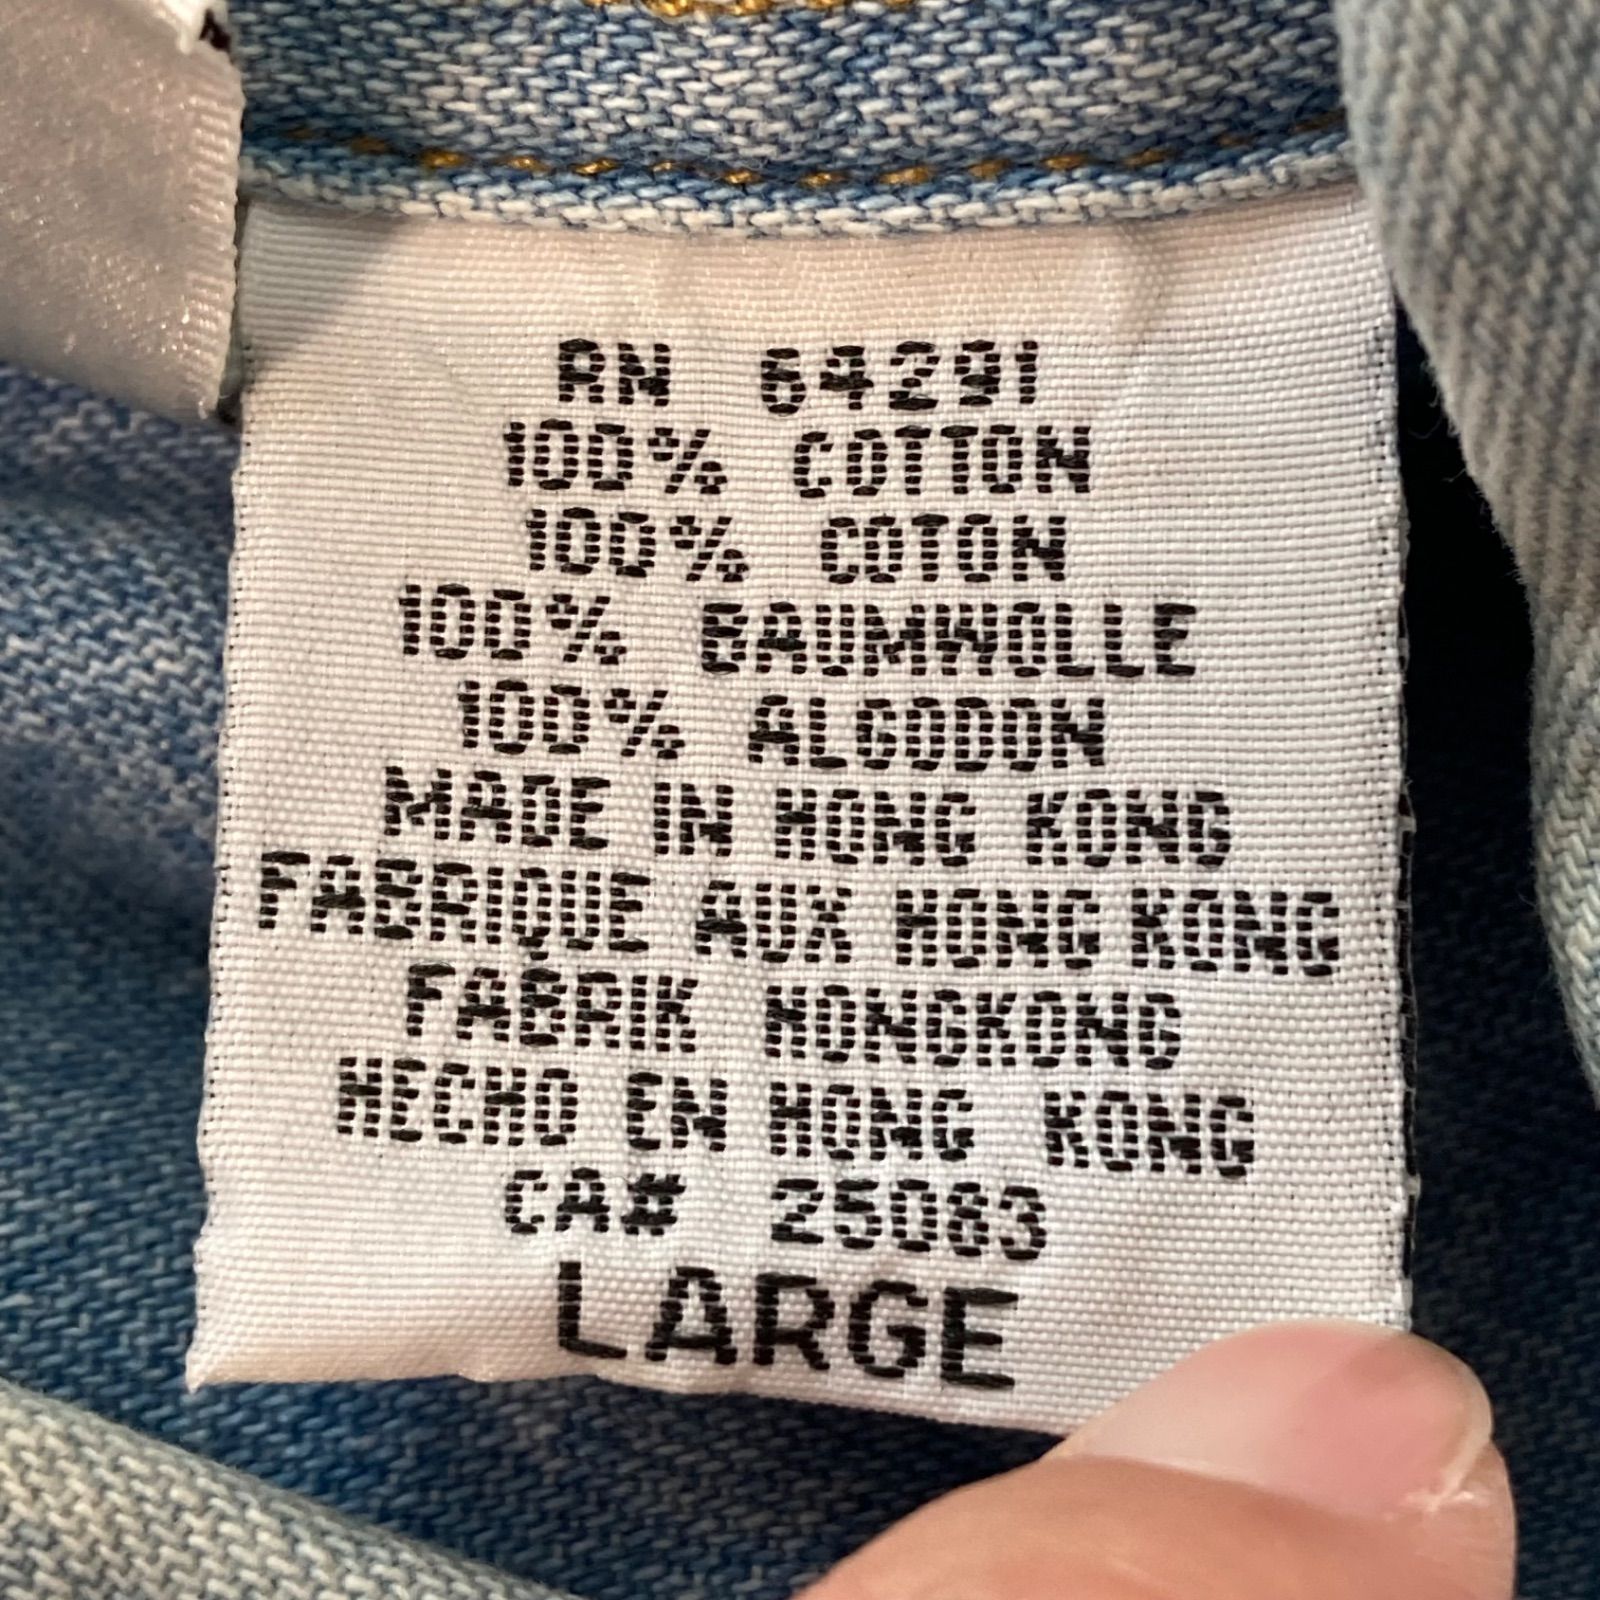 RN 64291
100% COTTON
100% COTON
100% BAUMWOLLE
100% ALGODON
MADE IN HONG KONG
FABRIQUE AUX HONG KONG
FABRIK HONGKONG
HECHO EN HONG KONG
CA# 25083
LARGE